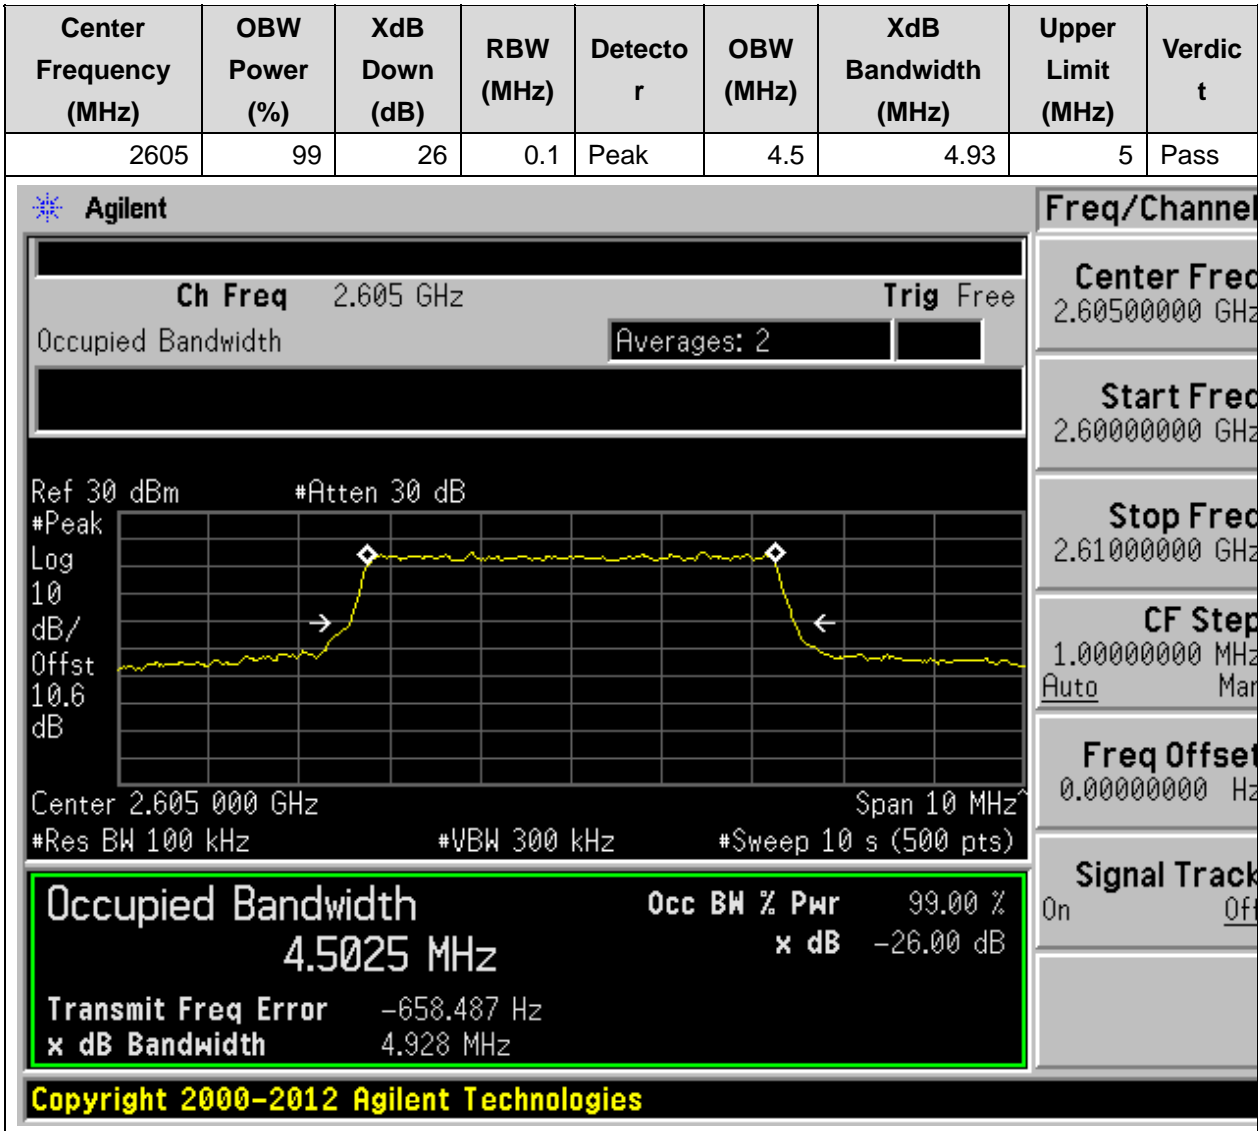 Center Frequency (MHz) OBW Power (%) XdB Down (dB) RBW (MHz) Detecto r OBW (MHz) XdB Bandwidth (MHz) Upper Limit (MHz) Verdic t
2605 99 26 0.1 Peak 4.5 4.93 5 Pass
Agilent
Freq/Channel
Ch Freq 2.605 GHz Trig Free
Occupied Bandwidth Averages: 2
Ref 30 dBm #Atten 30 dB
#Peak
Log
10
dB/
Offst
10.6
dB
Center 2.605 000 GHz Span 10 MHz^
#Res BW 100 kHz #VBW 300 kHz #Sweep 10 s (500 pts)
Occupied Bandwidth Occ BW % Pwr 99.00 %
4.5025 MHz x dB -26.00 dB
Transmit Freq Error -658.487 Hz
x dB Bandwidth 4.928 MHz
Center Freq
2.60500000 GHz
Start Freq
2.60000000 GHz
Stop Freq
2.61000000 GHz
CF Step
1.00000000 MHz
Auto Man
Freq Offset
0.00000000 Hz
Signal Track
On Off
Copyright 2000-2012 Agilent Technologies